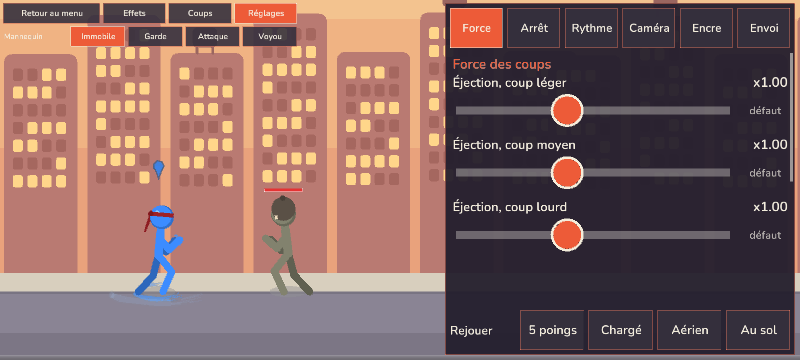 Retour au menu
Effets
Coups
Réglages
Mannequin
Immobile
Garde
Attaque
Voyou
Force
Arrêt
Rythme
Caméra
Encre
Envoi
Force des coups
Éjection, coup léger
x1.00
défaut
Éjection, coup moyen
x1.00
défaut
Éjection, coup lourd
x1.00
défaut
Rejouer
5 poings
Chargé
Aérien
Au sol